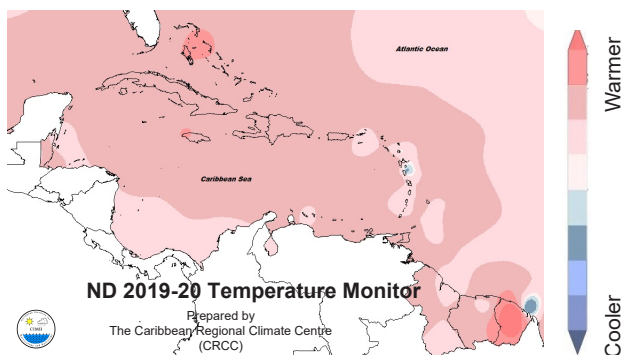 Atlantic Ocean
Caribbean Sea
ND 2019-20 Temperature Monitor
Prepared by
The Caribbean Regional Climate Centre
(CRCC)
CIMH
Warmer
Cooler